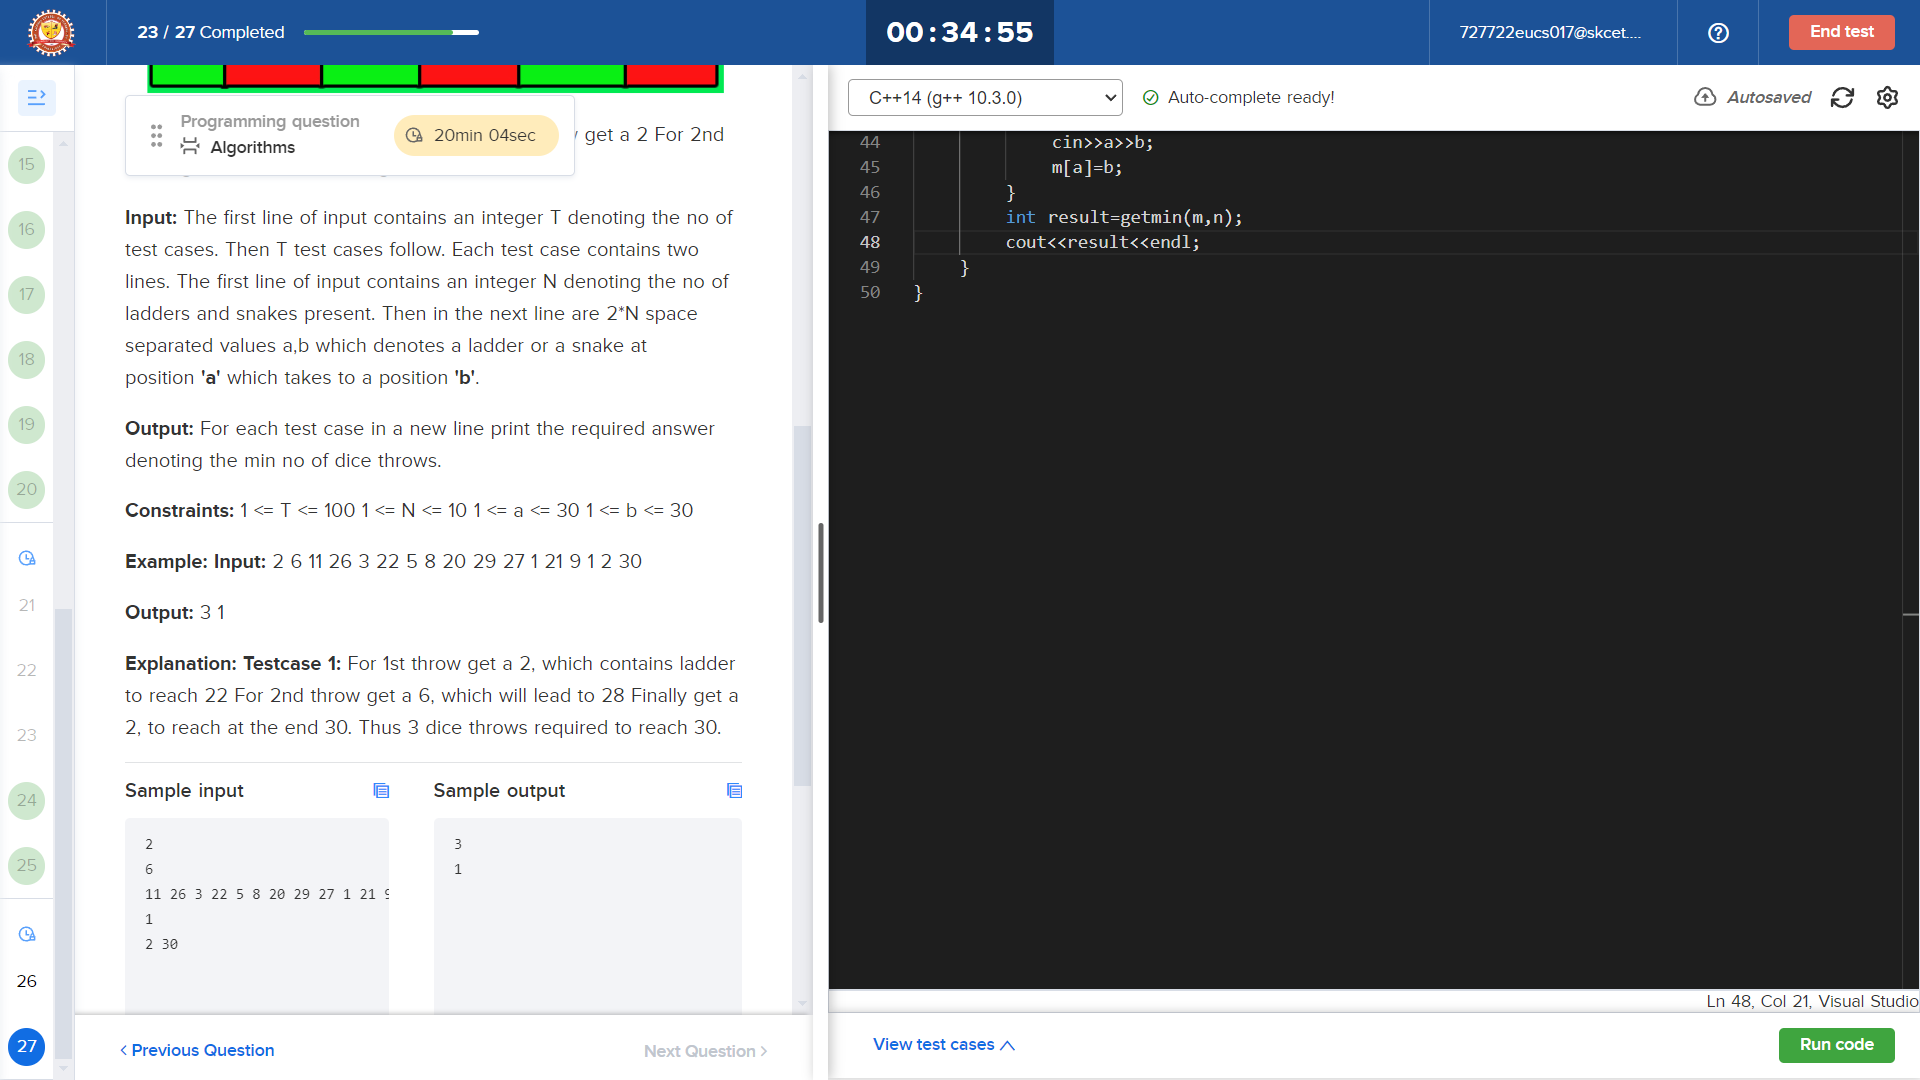 23 / 27 Completed
00:34:55
727722eucs017@skcet....
End test
C++14 (g++ 10.3.0)
Auto-complete ready!
Autosaved
Programming question
Algorithms
20min 04sec
get a 2 For 2nd
15
16
17
18
19
20
21
22
23
24
25
26
27
Input: The first line of input contains an integer T denoting the no of
test cases. Then T test cases follow. Each test case contains two
lines. The first line of input contains an integer N denoting the no of
ladders and snakes present. Then in the next line are 2*N space
separated values a,b which denotes a ladder or a snake at
position 'a' which takes to a position 'b'.
Output: For each test case in a new line print the required answer
denoting the min no of dice throws.
Constraints: 1 <= T <= 100 1 <= N <= 10 1 <= a <= 30 1 <= b <= 30
Example: Input: 2 6 11 26 3 22 5 8 20 29 27 1 21 9 1 2 30
Output: 3 1
Explanation: Testcase 1: For 1st throw get a 2, which contains ladder
to reach 22 For 2nd throw get a 6, which will lead to 28 Finally get a
2, to reach at the end 30. Thus 3 dice throws required to reach 30.
Sample input
2
6
11 26 3 22 5 8 20 29 27 1 21 9
1
2 30
Sample output
3
1
< Previous Question
Next Question >
44 cin>>a>>b;
45 m[a]=b;
46 }
47 int result=getmin(m,n);
48 cout<<result<<endl;
49 }
50 }
Ln 48, Col 21, Visual Studio
View test cases
Run code